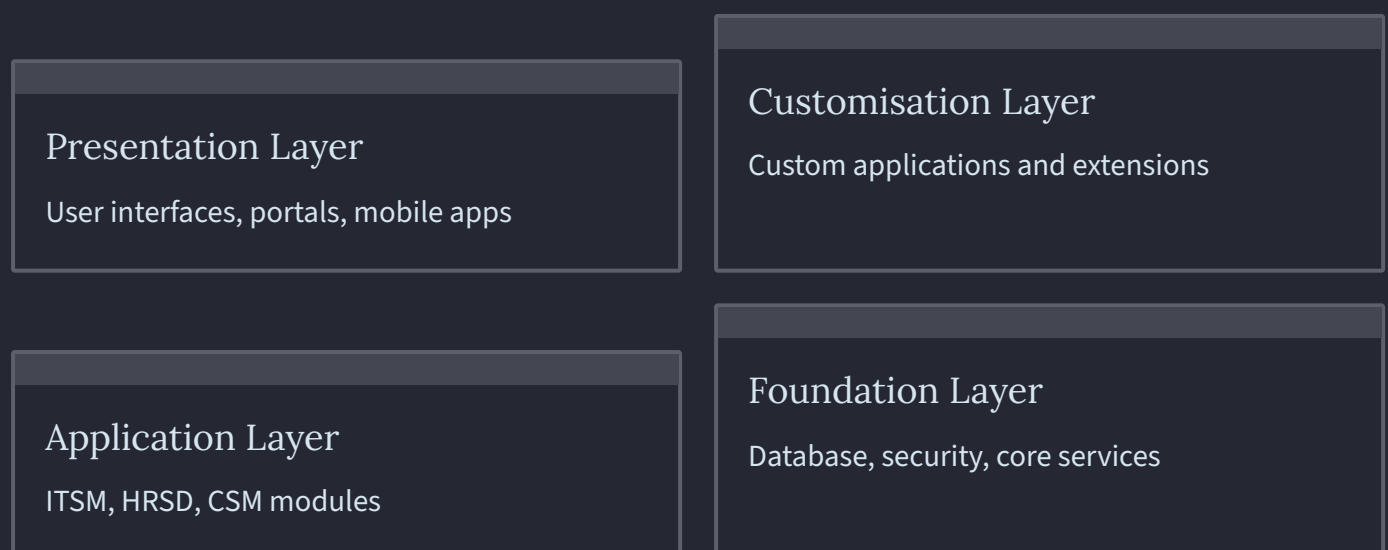 Presentation Layer
User interfaces, portals, mobile apps
Customisation Layer
Custom applications and extensions
Application Layer
ITSM, HRSD, CSM modules
Foundation Layer
Database, security, core services